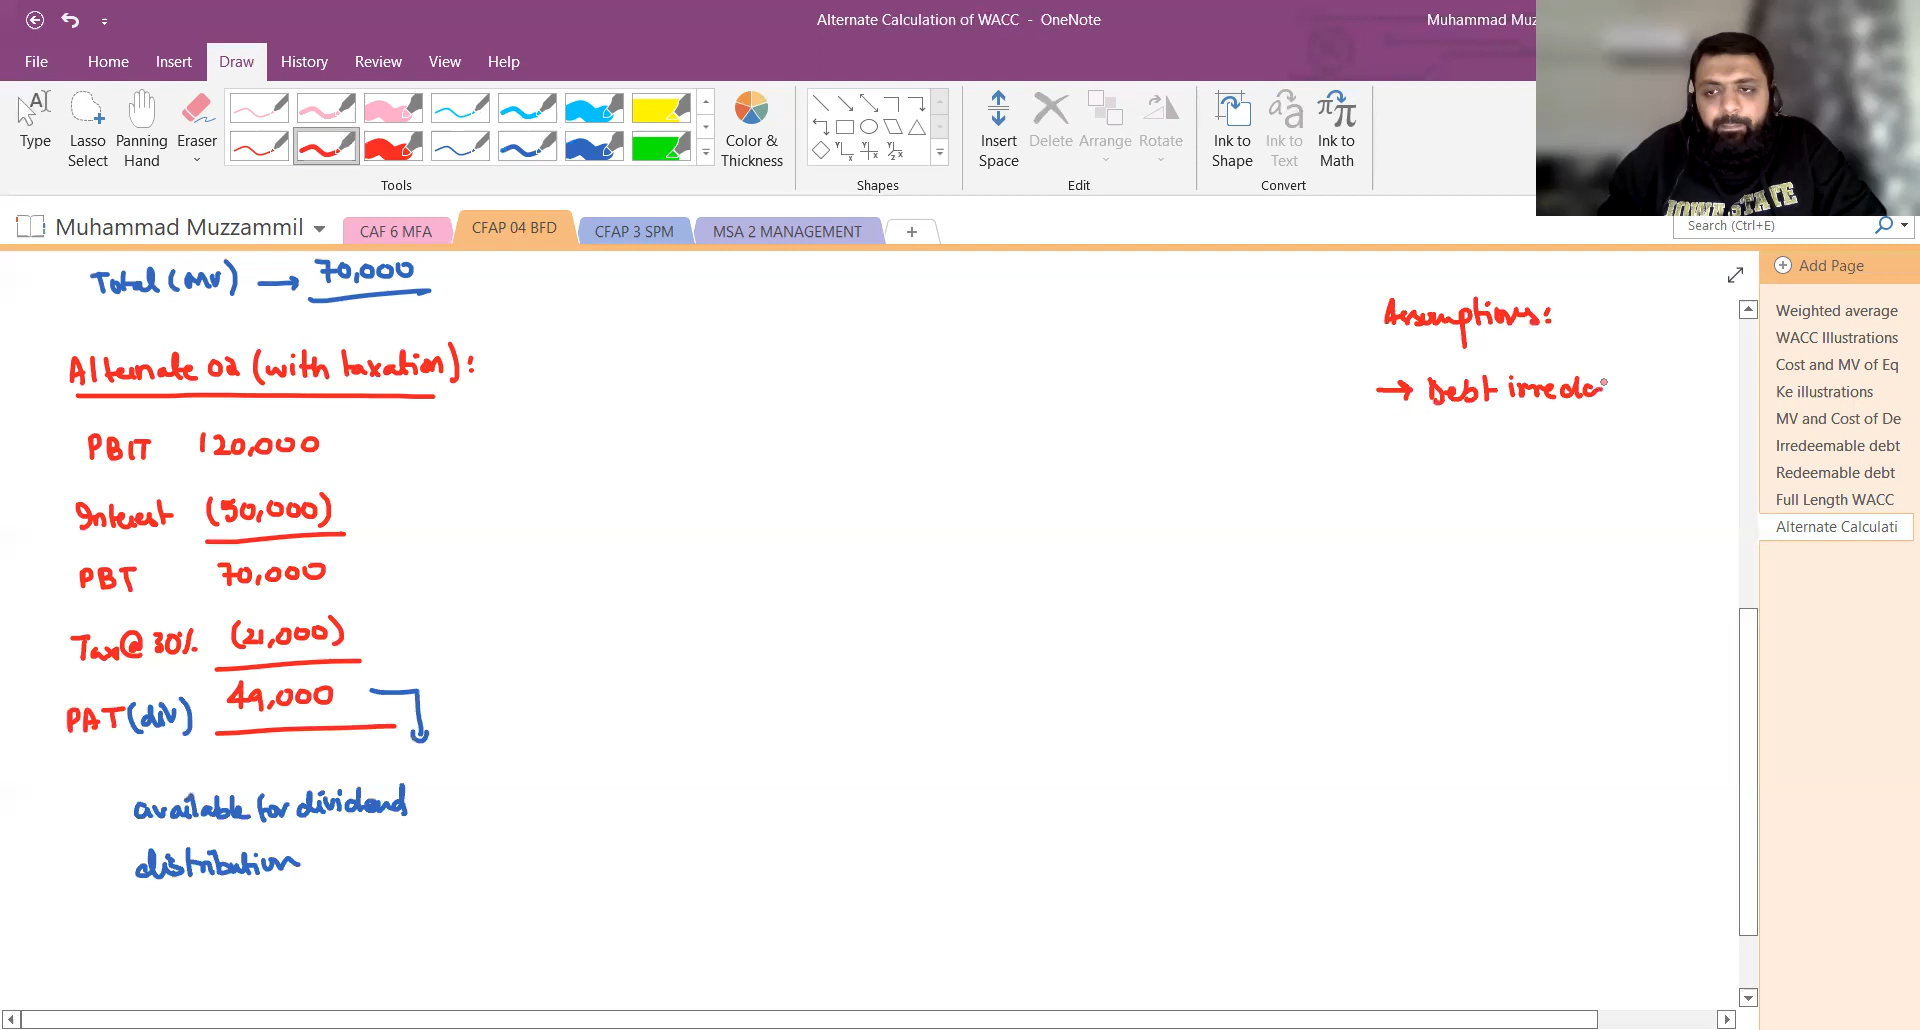 Alternate Calculation of WACC - OneNote
Muhammad Muz
File Home Insert Draw History Review View Help
Type
Lasso Select
Panning Hand
Eraser
Color & Thickness
Insert Space
Delete
Arrange
Rotate
Ink to Shape
Ink to Text
Ink to Math
Tools
Shapes
Edit
Convert
IOWA STATE
Muhammad Muzzammil
CAF 6 MFA
CFAP 04 BFD
CFAP 3 SPM
MSA 2 MANAGEMENT
Search (Ctrl+E)
Add Page
Weighted average
WACC Illustrations
Cost and MV of Eq
Ke illustrations
MV and Cost of De
Irredeemable debt
Redeemable debt
Full Length WACC
Alternate Calculati
Total (MV) → 70,000
Alternate 02 (with taxation):
PBIT 120,000
Interest (50,000)
PBT 70,000
Tax@ 30% (21,000)
PAT (div) 49,000
available for dividend
distribution
Assumptions:
→ Debt irreda